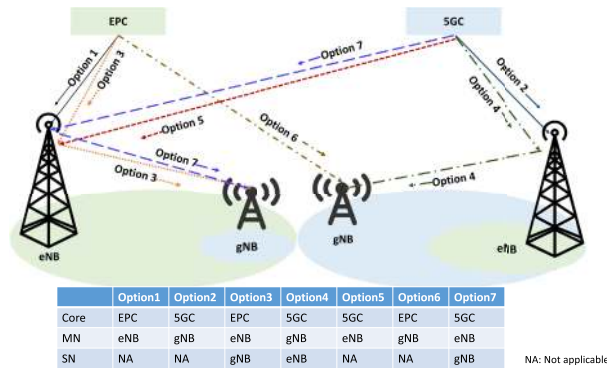 EPC
5GC
Option 1
Option 3
Option 7
Option 2
Option 4
Option 5
Option 6
Option 7
Option 3
Option 4
eNB
gNB
gNB
Option1 Option2 Option3 Option4 Option5 Option6 Option7
Core EPC 5GC EPC 5GC 5GC EPC 5GC
MN eNB gNB eNB gNB eNB gNB eNB
SN NA NA gNB eNB NA NA gNB
NA: Not applicable